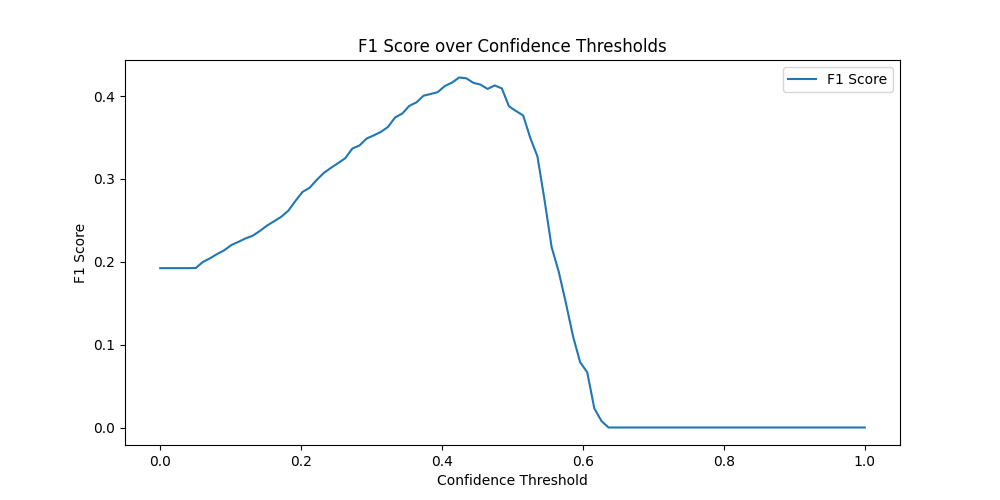 F1 Score over Confidence Thresholds
F1 Score
0.4
0.3
0.2
0.1
0.0
F1 Score
0.0 0.2 0.4 0.6 0.8 1.0
Confidence Threshold